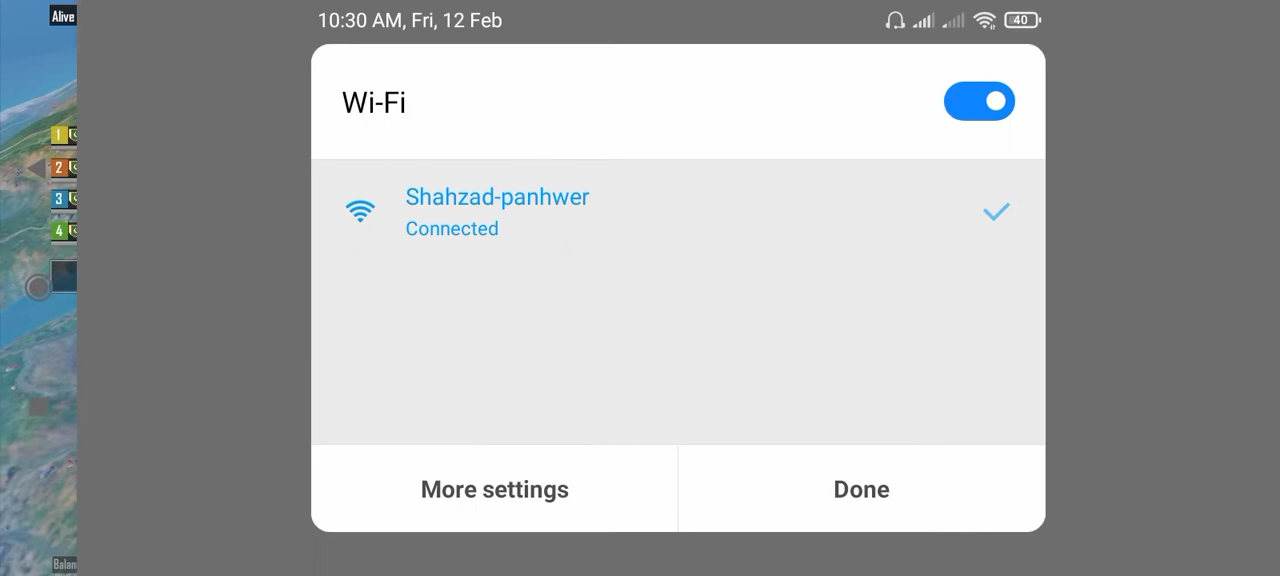 Alive
10:30 AM, Fri, 12 Feb
40
Wi-Fi
1
2
3
4
Shahzad-panhwer
Connected
More settings
Done